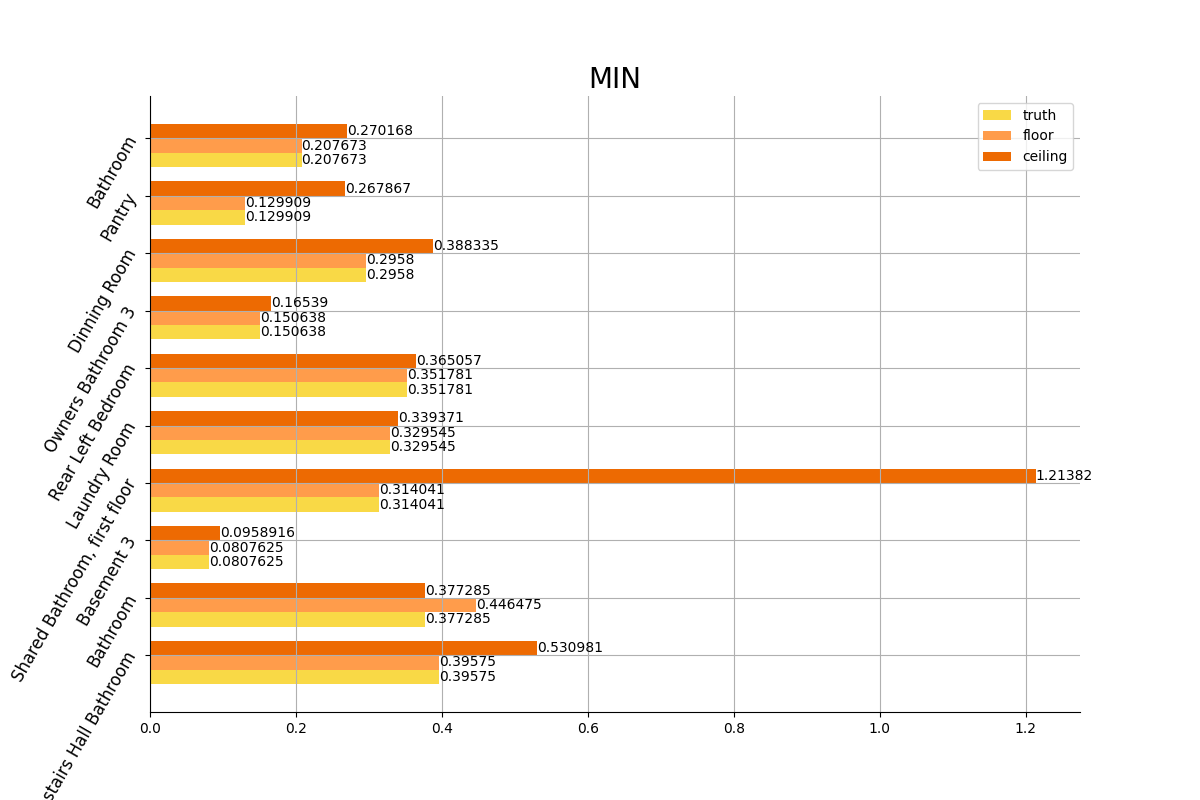 MIN
truth
floor
ceiling
Bathroom
0.270168
0.207673
0.207673
Pantry
0.267867
0.129909
0.129909
Dinning Room
0.388335
0.2958
0.2958
Owners Bathroom 3
0.16539
0.150638
0.150638
Rear Left Bedroom
0.365057
0.351781
0.351781
Laundry Room
0.339371
0.329545
0.329545
Shared Bathroom, first floor
1.21382
0.314041
0.314041
Basement 3
0.0958916
0.0807625
0.0807625
Bathroom
0.377285
0.446475
0.377285
stairs Hall Bathroom
0.530981
0.39575
0.39575
0.0 0.2 0.4 0.6 0.8 1.0 1.2